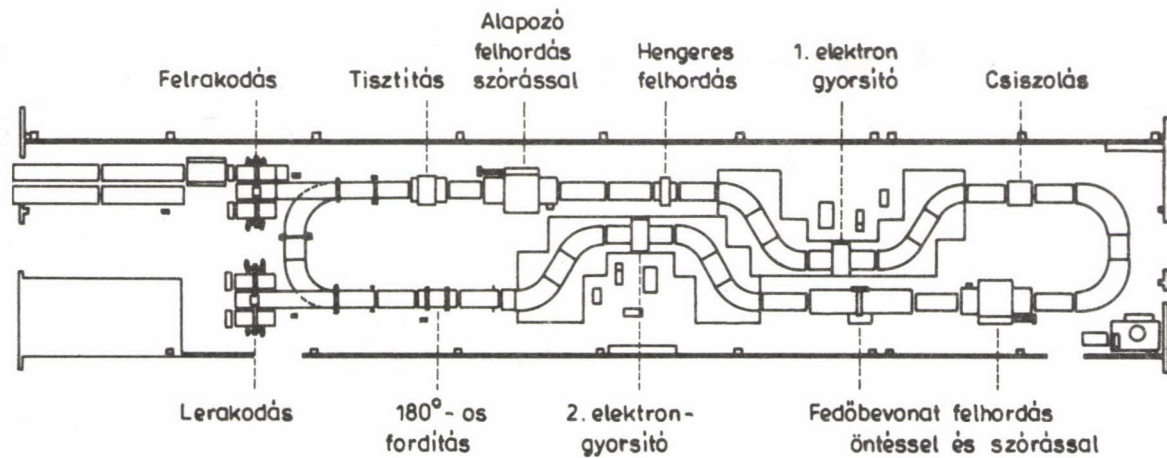 Felrakodás
Tisztítás
Alapozó
felhordás
szórással
Hengeres
felhordás
1. elektron
gyorsító
Csiszolás
Lerakodás
180°-os
fordítás
2. elektron-
gyorsító
Fedőbevonat felhordás
öntéssel és szórással